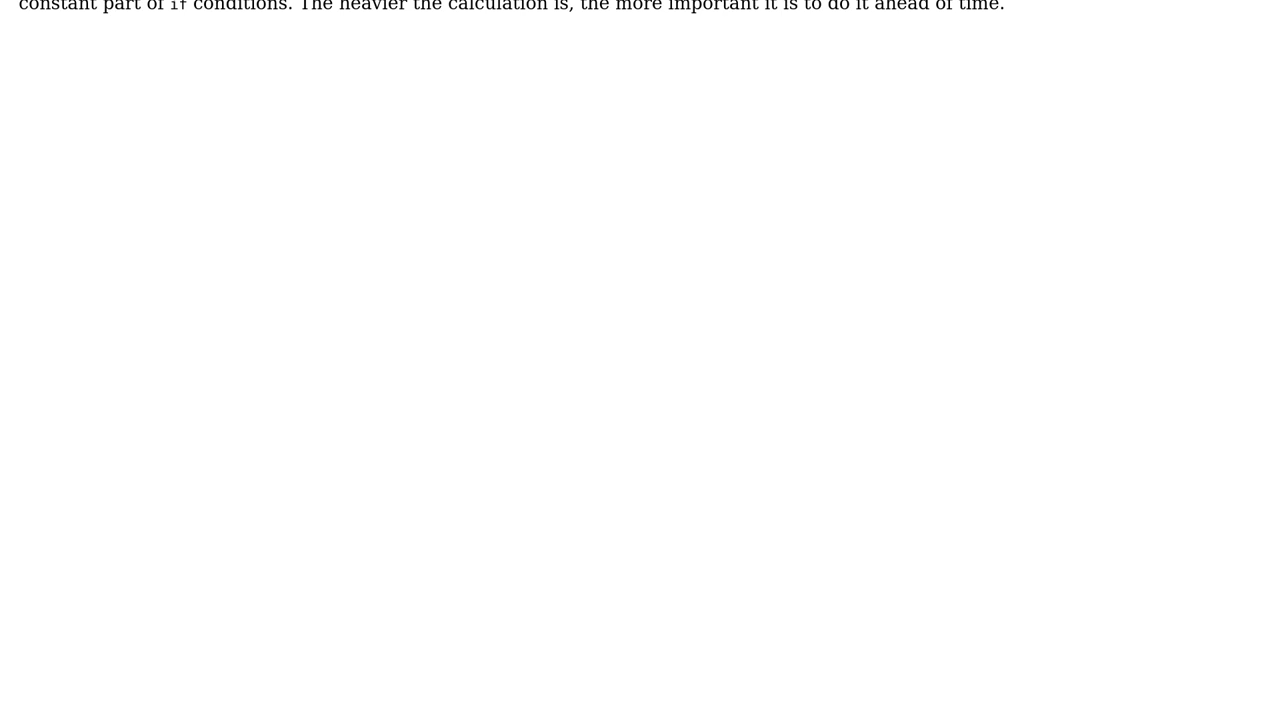 constant part of if conditions. The heavier the calculation is, the more important it is to do it ahead of time.